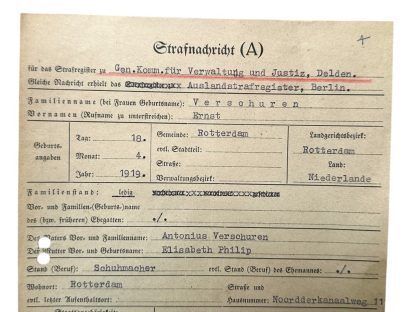 Strafnachricht (A)
für das Strafregister zu Gen.Komm.für Verwaltung und Justiz, Delden.
Gleiche Nachricht erhielt das Auslandstrafregister, Berlin.
Familienname (bei Frauen Geburtsname): Verschuren
Vornamen (Rufname zu unterstreichen): Ernst
Geburts-angaben Tag: 18. Gemeinde: Rotterdam Landgerichtsbezirk:
evtl. Stadtteil: Rotterdam
Monat: 4. Straße: Land:
Jahr: 1919. Verwaltungsbezirk: Niederlande
Familienstand: ledig
Vor- und Familien-(Geburts-)name
des (bzw. früheren) Ehegatten: ./.
Des Vaters Vor- und Familienname: Antonius Verschuren
Der Mutter Vor- und Geburtsname: Elisabeth Philip
Stand (Beruf): Schuhmacher evtl. Stand (Beruf) des Ehemannes: ./.
Wohnort: Rotterdam Straße und
evtl. letzter Aufenthaltsort: Hausnummer: Noordderkanaalweg 11